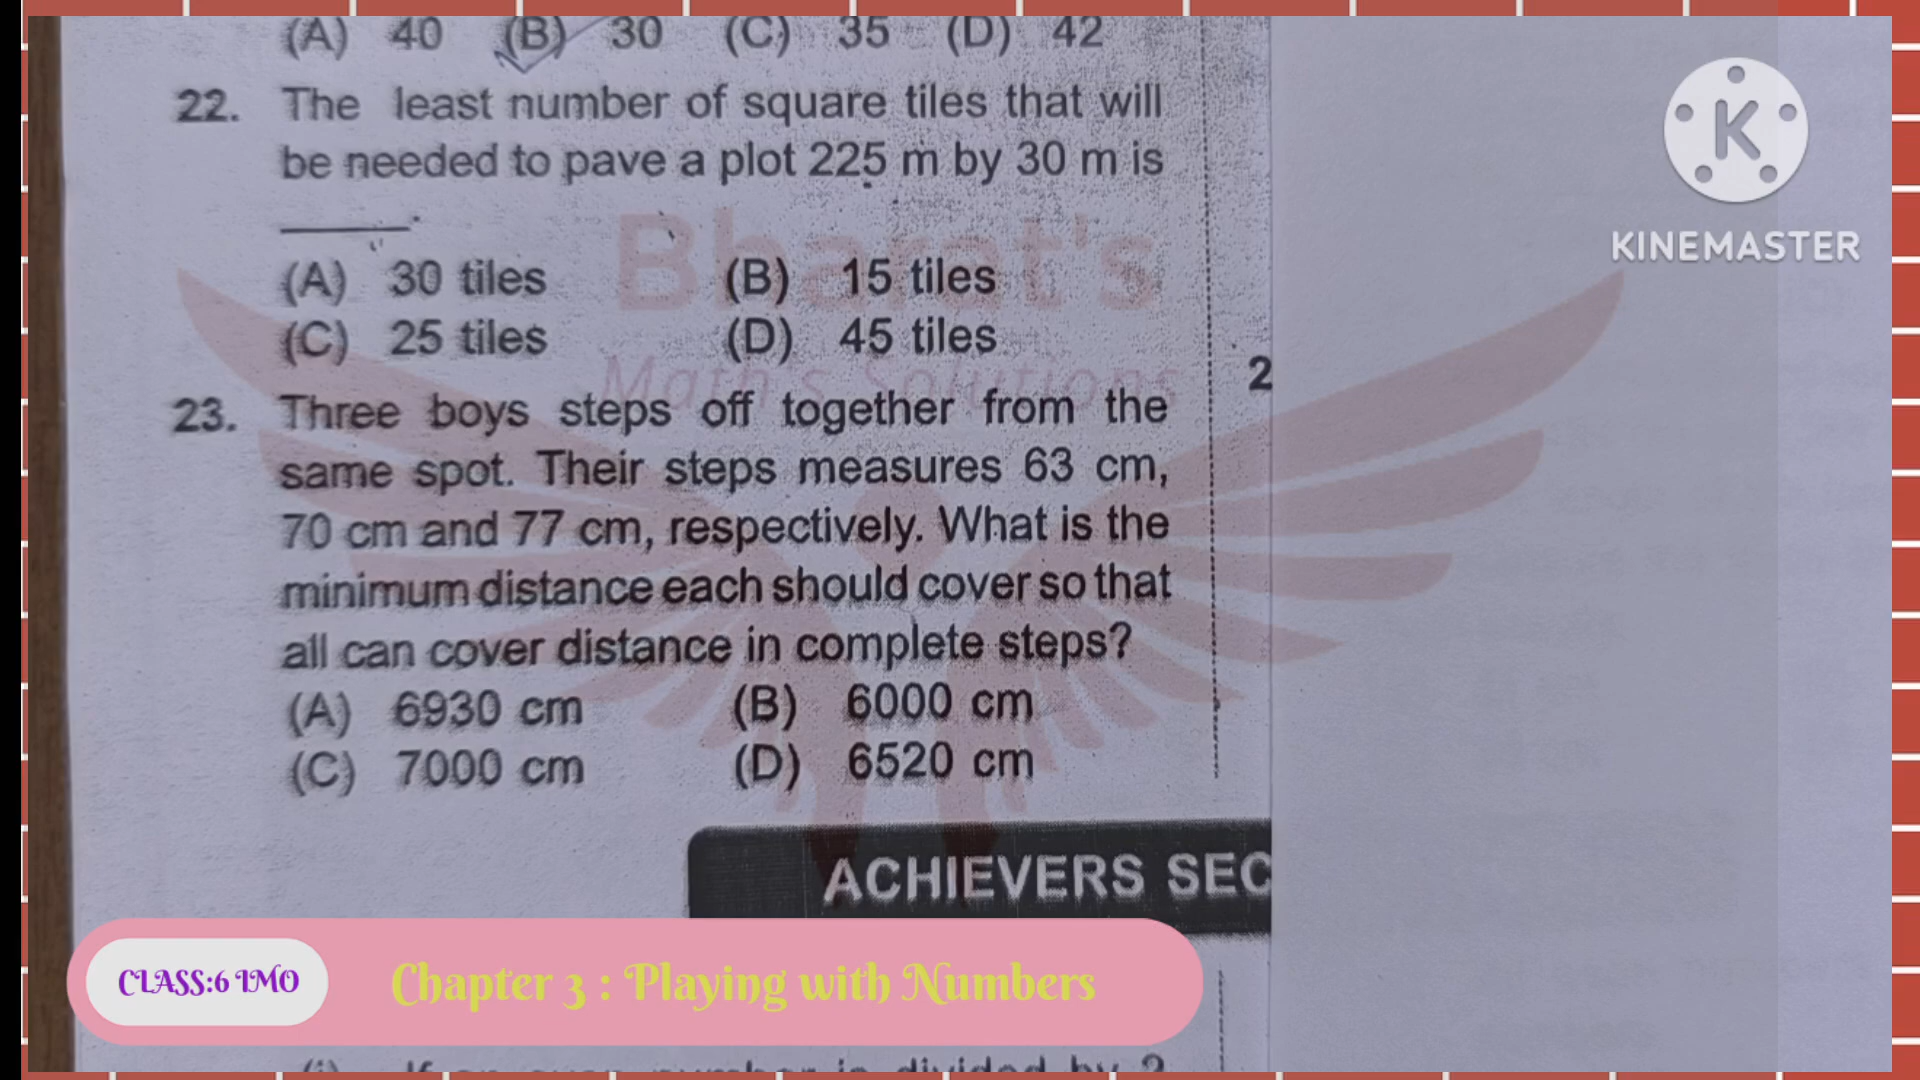 (A) 40 (B) 30 (C) 35 (D) 42
22. The least number of square tiles that will
be needed to pave a plot 225 m by 30 m is
______.
(A) 30 tiles (B) 15 tiles
(C) 25 tiles (D) 45 tiles
23. Three boys steps off together from the
same spot. Their steps measures 63 cm,
70 cm and 77 cm, respectively. What is the
minimum distance each should cover so that
all can cover distance in complete steps?
(A) 6930 cm (B) 6000 cm
(C) 7000 cm (D) 6520 cm
2
ACHIEVERS SEC
K
KINEMASTER
Bharat's
Math's Solutions
CLASS:6 IMO
Chapter 3 : Playing with Numbers